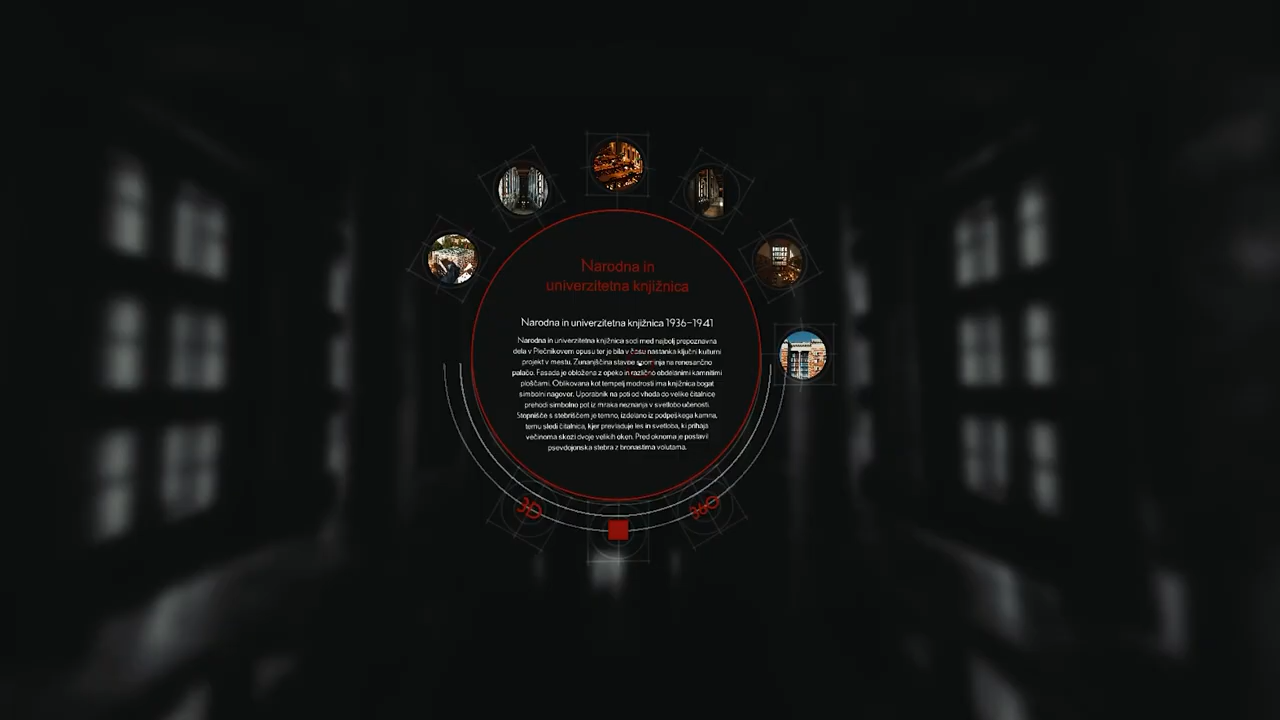 Narodna in
univerzitetna knjižnica
Narodna in univerzitetna knjižnica 1936–1941
Narodna in univerzitetna knjižnica sodi med najbolj prepoznavna
dela v Plečnikovem opusu ter je bila v času nastanka ključni kulturni
projekt v mestu. Zunanjščina stavbe spominja na renesančno
palačo. Fasada je obložena z opeko in različno obdelanimi kamnitimi
ploščami. Oblikovana kot tempelj modrosti ima knjižnica bogat
simbolni nagovor. Uporabnik na poti od vhoda do velike čitalnice
prehodi simbolno pot iz mraka neznanja v svetlobo učenosti.
Stopnišče s stebriščem je temno, izdelano iz podpeškega kamna,
temu sledi čitalnica, kjer prevladuje les in svetloba, ki prihaja
večinoma skozi dvoje velikih oken. Pred oknoma je postavil
psevdojonska stebra z bronastima volutama.
3D
360